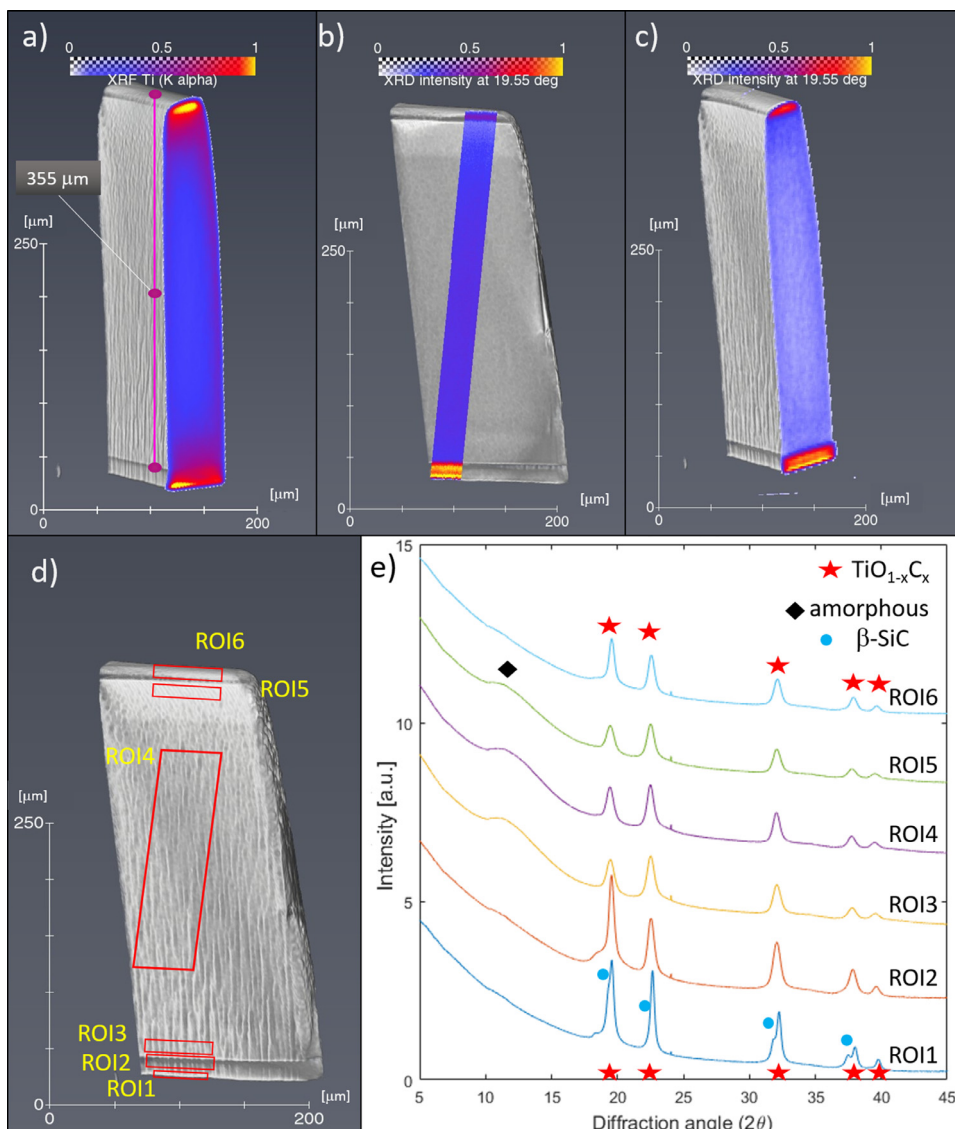 a)
0 0.5 1
XRF Ti (K alpha)
355 μm
[μm]
250
[μm]
0 200
b)
0 0.5 1
XRD intensity at 19.55 deg
[μm]
250
[μm]
0 200
c)
0 0.5 1
XRD intensity at 19.55 deg
[μm]
250
[μm]
0 200
d)
ROI6
ROI5
ROI4
[μm]
250
ROI3
ROI2
ROI1
[μm]
0 200
e)
15
10
5
0
Intensity [a.u.]
TiO1-xCx
amorphous
β-SiC
ROI6
ROI5
ROI4
ROI3
ROI2
ROI1
5 10 15 20 25 30 35 40 45
Diffraction angle (2θ)